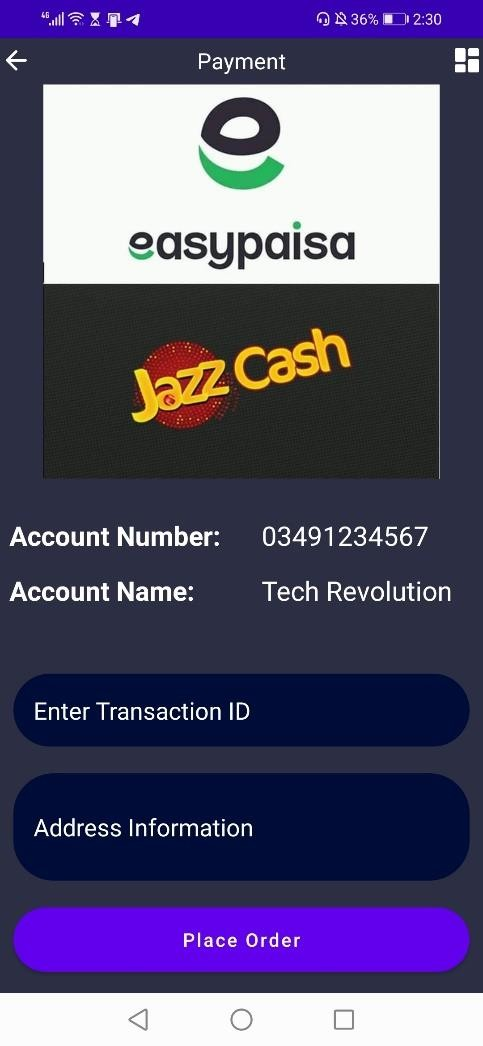 4G 36% 2:30
Payment
easypaisa
Jazz Cash
Account Number: 03491234567
Account Name: Tech Revolution
Enter Transaction ID
Address Information
Place Order